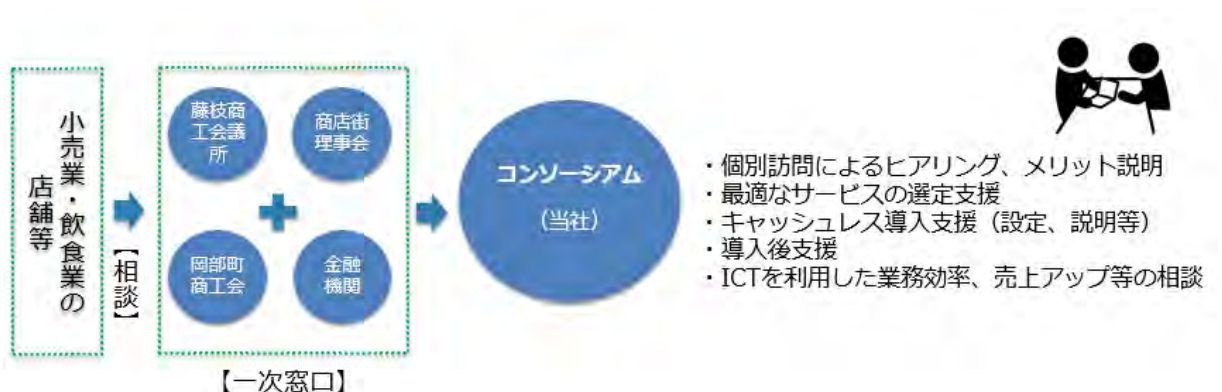 小売業・飲食業の
店舗等
【相談】
藤枝商
工会議
所
商店街
理事会
岡部町
商工会
金融
機関
【一次窓口】
コンソーシアム
(当社)
・個別訪問によるヒアリング、メリット説明
・最適なサービスの選定支援
・キャッシュレス導入支援（設定、説明等）
・導入後支援
・ICTを利用した業務効率、売上アップ等の相談